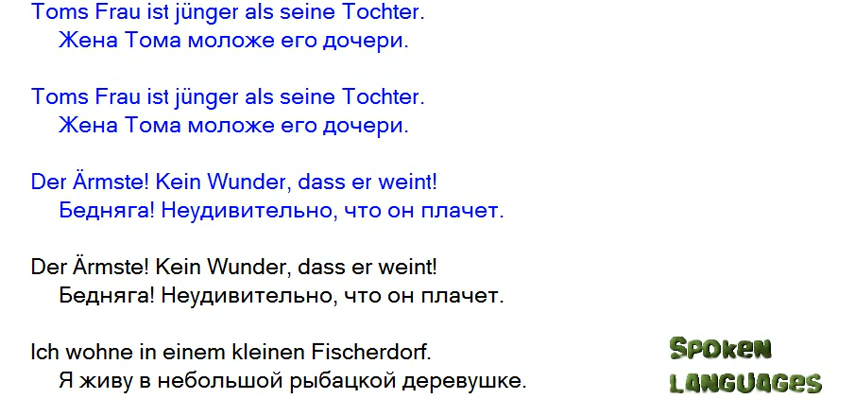 Toms Frau ist jünger als seine Tochter.
Жена Тома моложе его дочери.
Toms Frau ist jünger als seine Tochter.
Жена Тома моложе его дочери.
Der Ärmste! Kein Wunder, dass er weint!
Бедняга! Неудивительно, что он плачет.
Der Ärmste! Kein Wunder, dass er weint!
Бедняга! Неудивительно, что он плачет.
Ich wohne in einem kleinen Fischerdorf.
Я живу в небольшой рыбацкой деревушке.
Spoken
Languages